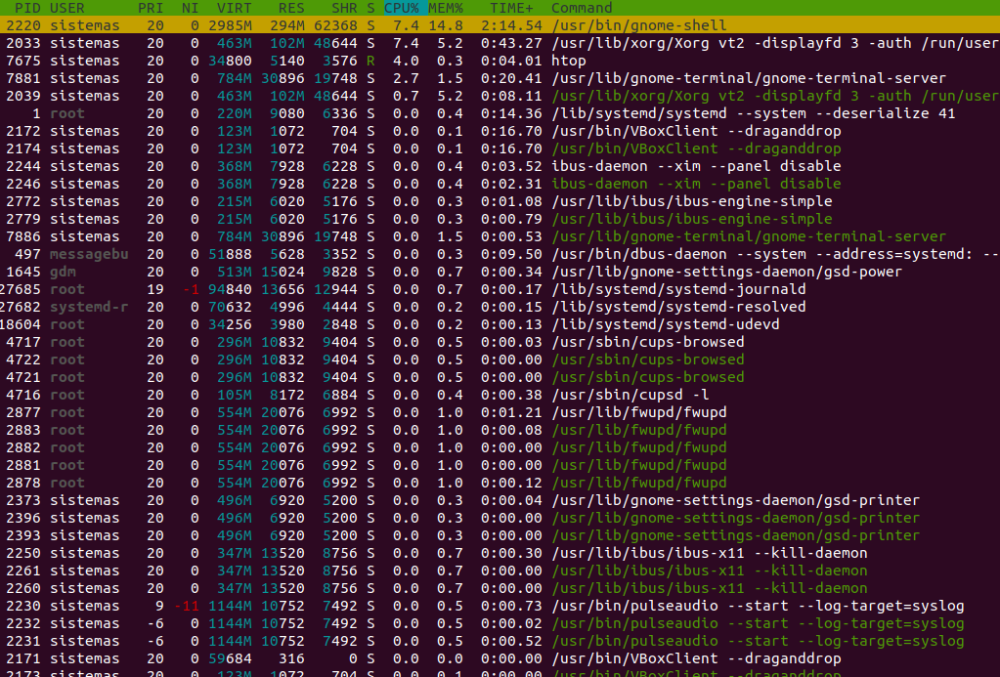 PID USER PRI NI VIRT RES SHR S CPU% MEM% TIME+ Command
2220 sistemas 20 0 2985M 294M 62368 S 7.4 14.8 2:14.54 /usr/bin/gnome-shell
2033 sistemas 20 0 463M 102M 48644 S 7.4 5.2 0:43.27 /usr/lib/xorg/Xorg vt2 -displayfd 3 -auth /run/user
7675 sistemas 20 0 34800 5140 3576 R 4.0 0.3 0:04.01 htop
7881 sistemas 20 0 784M 30896 19748 S 2.7 1.5 0:20.41 /usr/lib/gnome-terminal/gnome-terminal-server
2039 sistemas 20 0 463M 102M 48644 S 0.7 5.2 0:08.11 /usr/lib/xorg/Xorg vt2 -displayfd 3 -auth /run/user
1 root 20 0 220M 9080 6336 S 0.0 0.4 0:14.36 /lib/systemd/systemd --system --deserialize 41
2172 sistemas 20 0 123M 1072 704 S 0.0 0.1 0:16.70 /usr/bin/VBoxClient --draganddrop
2174 sistemas 20 0 123M 1072 704 S 0.0 0.1 0:16.70 /usr/bin/VBoxClient --draganddrop
2244 sistemas 20 0 368M 7928 6228 S 0.0 0.4 0:03.52 ibus-daemon --xim --panel disable
2246 sistemas 20 0 368M 7928 6228 S 0.0 0.4 0:02.31 ibus-daemon --xim --panel disable
2772 sistemas 20 0 215M 6020 5176 S 0.0 0.3 0:01.08 /usr/lib/ibus/ibus-engine-simple
2779 sistemas 20 0 215M 6020 5176 S 0.0 0.3 0:00.79 /usr/lib/ibus/ibus-engine-simple
7886 sistemas 20 0 784M 30896 19748 S 0.0 1.5 0:00.53 /usr/lib/gnome-terminal/gnome-terminal-server
497 messagebu 20 0 51888 5628 3352 S 0.0 0.3 0:09.50 /usr/bin/dbus-daemon --system --address=systemd: --
1645 gdm 20 0 513M 15024 9828 S 0.0 0.7 0:00.34 /usr/lib/gnome-settings-daemon/gsd-power
27685 root 19 -1 94840 13656 12944 S 0.0 0.7 0:00.17 /lib/systemd/systemd-journald
27682 systemd-r 20 0 70632 4996 4444 S 0.0 0.2 0:00.15 /lib/systemd/systemd-resolved
18604 root 20 0 34256 3980 2848 S 0.0 0.2 0:00.13 /lib/systemd/systemd-udevd
4717 root 20 0 296M 10832 9404 S 0.0 0.5 0:00.03 /usr/sbin/cups-browsed
4722 root 20 0 296M 10832 9404 S 0.0 0.5 0:00.00 /usr/sbin/cups-browsed
4721 root 20 0 296M 10832 9404 S 0.0 0.5 0:00.00 /usr/sbin/cups-browsed
4716 root 20 0 105M 8172 6884 S 0.0 0.4 0:00.38 /usr/sbin/cupsd -l
2877 root 20 0 554M 20076 6992 S 0.0 1.0 0:01.21 /usr/lib/fwupd/fwupd
2883 root 20 0 554M 20076 6992 S 0.0 1.0 0:00.08 /usr/lib/fwupd/fwupd
2882 root 20 0 554M 20076 6992 S 0.0 1.0 0:00.00 /usr/lib/fwupd/fwupd
2881 root 20 0 554M 20076 6992 S 0.0 1.0 0:00.00 /usr/lib/fwupd/fwupd
2878 root 20 0 554M 20076 6992 S 0.0 1.0 0:00.12 /usr/lib/fwupd/fwupd
2373 sistemas 20 0 496M 6920 5200 S 0.0 0.3 0:00.04 /usr/lib/gnome-settings-daemon/gsd-printer
2396 sistemas 20 0 496M 6920 5200 S 0.0 0.3 0:00.00 /usr/lib/gnome-settings-daemon/gsd-printer
2393 sistemas 20 0 496M 6920 5200 S 0.0 0.3 0:00.00 /usr/lib/gnome-settings-daemon/gsd-printer
2250 sistemas 20 0 347M 13520 8756 S 0.0 0.7 0:00.30 /usr/lib/ibus/ibus-x11 --kill-daemon
2261 sistemas 20 0 347M 13520 8756 S 0.0 0.7 0:00.00 /usr/lib/ibus/ibus-x11 --kill-daemon
2260 sistemas 20 0 347M 13520 8756 S 0.0 0.7 0:00.00 /usr/lib/ibus/ibus-x11 --kill-daemon
2230 sistemas 9 -11 1144M 10752 7492 S 0.0 0.5 0:00.73 /usr/bin/pulseaudio --start --log-target=syslog
2232 sistemas -6 0 1144M 10752 7492 S 0.0 0.5 0:00.02 /usr/bin/pulseaudio --start --log-target=syslog
2231 sistemas -6 0 1144M 10752 7492 S 0.0 0.5 0:00.52 /usr/bin/pulseaudio --start --log-target=syslog
2171 sistemas 20 0 59684 316 0 S 0.0 0.0 0:00.00 /usr/bin/VBoxClient --draganddrop
2173 sistemas 20 0 123M 1072 704 S 0.0 0.1 0:00.00 /usr/bin/VBoxClient --draganddrop